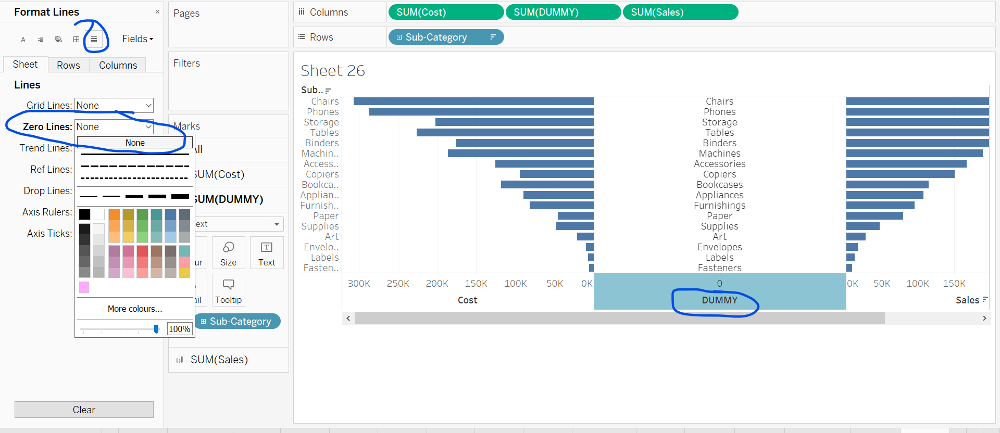 Format Lines
×
A
Fields
Sheet
Rows
Columns
Lines
Grid Lines: None
Zero Lines: None
None
Trend Lines:
Ref Lines:
Drop Lines:
Axis Rulers:
Axis Ticks:
More colours...
100%
Clear
Pages
Filters
Marks
All
SUM(Cost)
SUM(DUMMY)
Text
ur
Size
T
Text
ail
Tooltip
Sub-Category
SUM(Sales)
Columns
SUM(Cost)
SUM(DUMMY)
SUM(Sales)
Rows
Sub-Category
Sheet 26
Sub..
Chairs Chairs
Phones Phones
Storage Storage
Tables Tables
Binders Binders
Machin.. Machines
Access.. Accessories
Copiers Copiers
Bookca.. Bookcases
Applian.. Appliances
Furnish.. Furnishings
Paper Paper
Supplies Supplies
Art Art
Envelo.. Envelopes
Labels Labels
Fasten.. Fasteners
300K 250K 200K 150K 100K 50K 0K 0 0K 50K 100K 150K
Cost DUMMY Sales